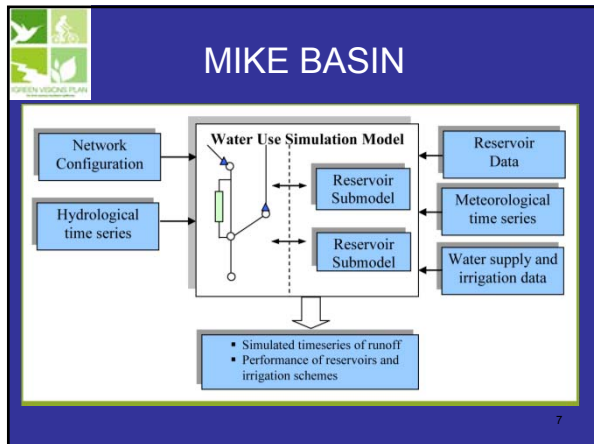 GREEN VISIONS PLAN
MIKE BASIN
Network
Configuration
Hydrological
time series
Water Use Simulation Model
Reservoir
Submodel
Reservoir
Submodel
Reservoir
Data
Meteorological
time series
Water supply and
irrigation data
▪ Simulated timeseries of runoff
▪ Performance of reservoirs and
irrigation schemes
7